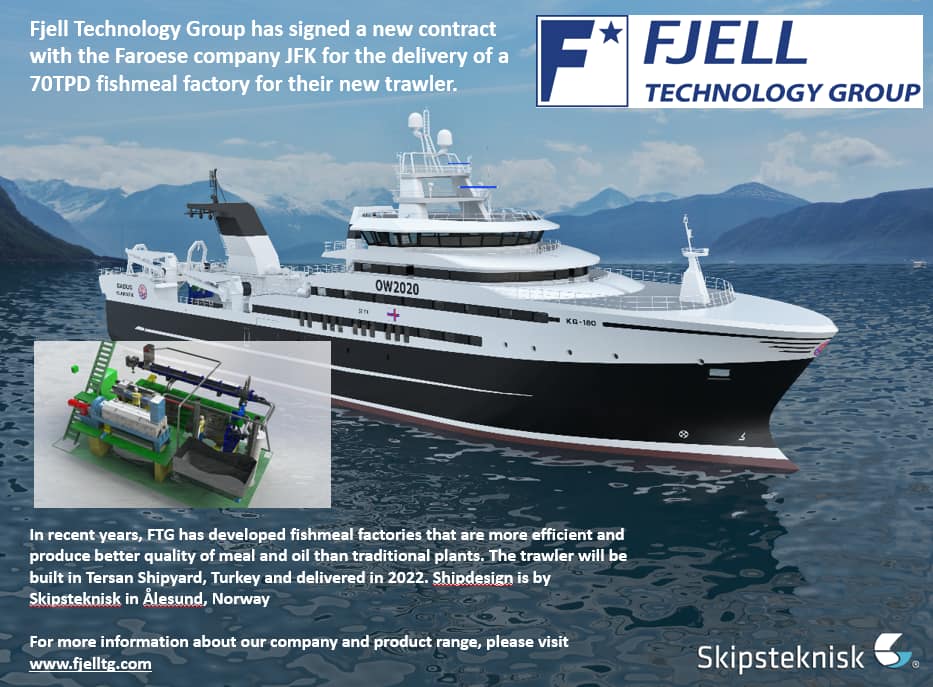 Fjell Technology Group has signed a new contract
with the Faroese company JFK for the delivery of a
70TPD fishmeal factory for their new trawler.
F
FJELL
TECHNOLOGY GROUP
OW2020
GADUS
KLAKSVÍK
KG-180
In recent years, FTG has developed fishmeal factories that are more efficient and
produce better quality of meal and oil than traditional plants. The trawler will be
built in Tersan Shipyard, Turkey and delivered in 2022. Shipdesign is by
Skipsteknisk in Ålesund, Norway
For more information about our company and product range, please visit
www.fjelltg.com
Skipsteknisk ®